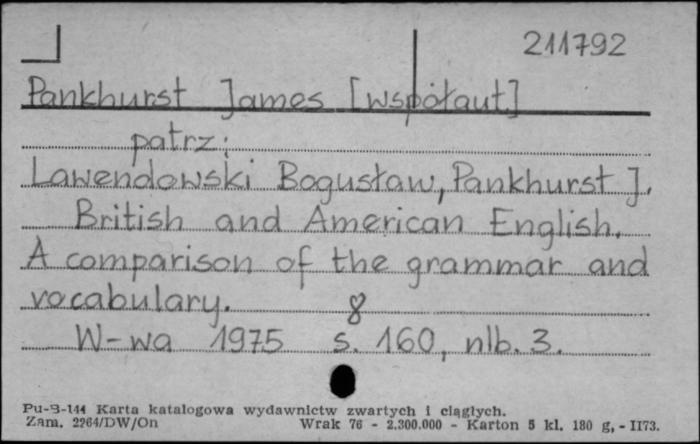 211792
Pankhurst James [współaut]
patrz:
Lawendowski Bogusław, Pankhurst J.
British and American English.
A comparison of the grammar and
vocabulary. 8
W-wa 1975 s. 160, nlb. 3.
Pu-B-144 Karta katalogowa wydawnictw zwartych i ciągłych.
Zam. 2264/DW/On Wrak 76 - 2.300.000 - Karton 5 kl. 180 g, - II73.